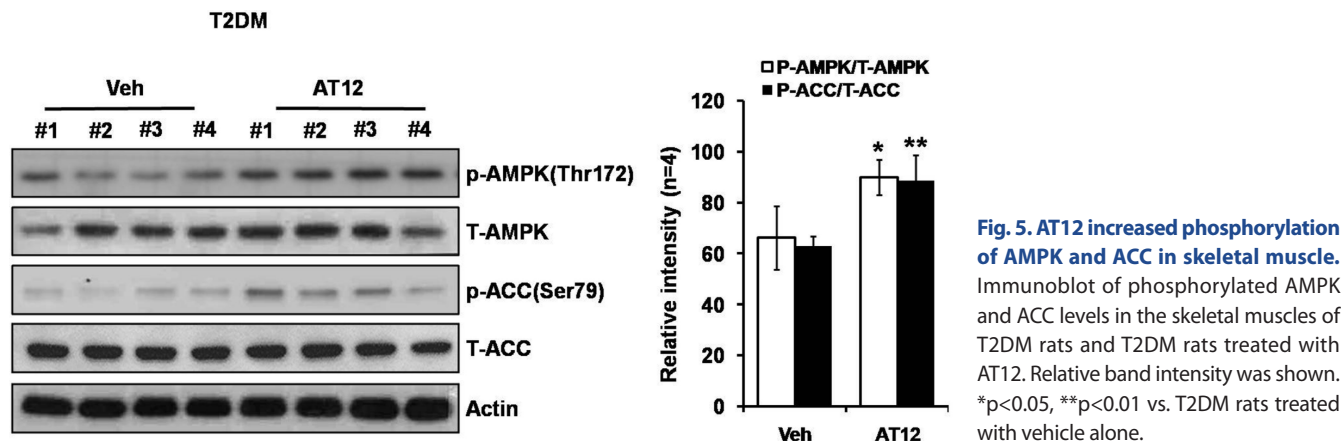 T2DM
Veh AT12
#1 #2 #3 #4 #1 #2 #3 #4
p-AMPK(Thr172)
T-AMPK
p-ACC(Ser79)
T-ACC
Actin
P-AMPK/T-AMPK
P-ACC/T-ACC
Relative intensity (n=4)
120
100
80
60
40
20
0
* **
Veh AT12
Fig. 5. AT12 increased phosphorylation
of AMPK and ACC in skeletal muscle.
Immunoblot of phosphorylated AMPK
and ACC levels in the skeletal muscles of
T2DM rats and T2DM rats treated with
AT12. Relative band intensity was shown.
*p<0.05, **p<0.01 vs. T2DM rats treated
with vehicle alone.